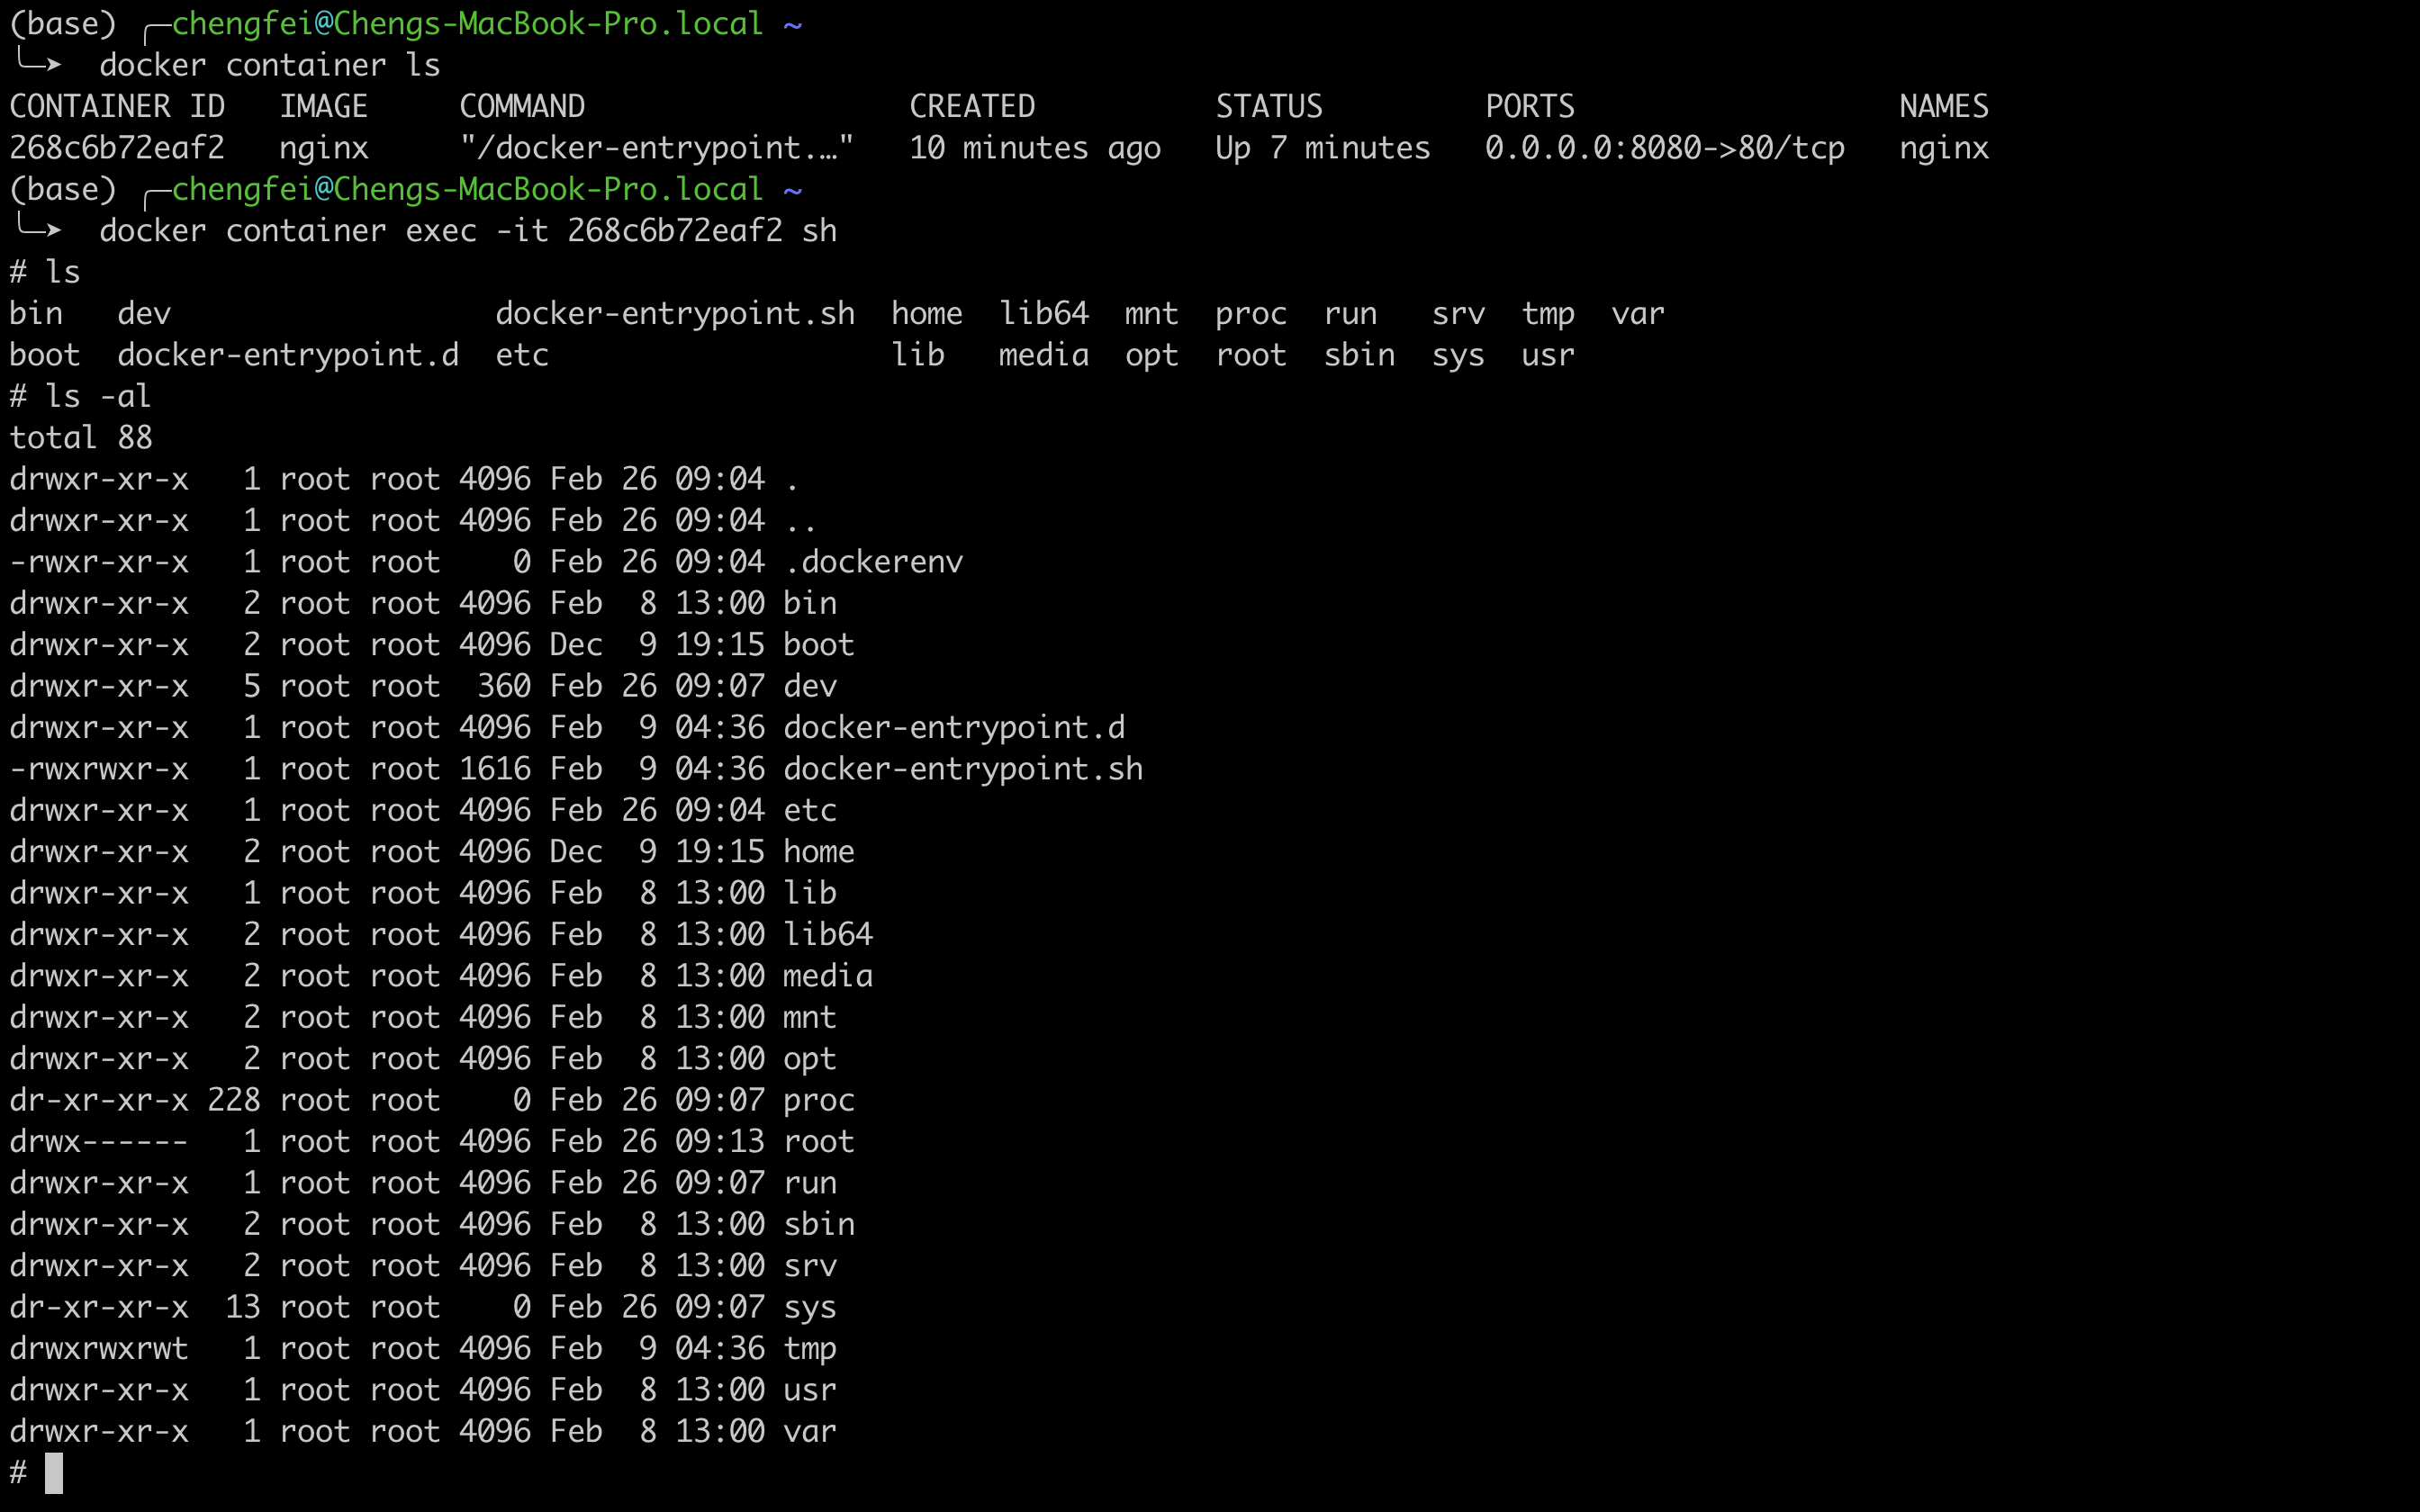 (base) ╭─chengfei@Chengs-MacBook-Pro.local ~
╰─➤  docker container ls
CONTAINER ID   IMAGE     COMMAND                  CREATED          STATUS         PORTS                  NAMES
268c6b72eaf2   nginx     "/docker-entrypoint.…"   10 minutes ago   Up 7 minutes   0.0.0.0:8080->80/tcp   nginx
(base) ╭─chengfei@Chengs-MacBook-Pro.local ~
╰─➤  docker container exec -it 268c6b72eaf2 sh
# ls
bin   dev                  docker-entrypoint.sh  home  lib64  mnt  proc  run   srv  tmp  var
boot  docker-entrypoint.d  etc                   lib   media  opt  root  sbin  sys  usr
# ls -al
total 88
drwxr-xr-x   1 root root 4096 Feb 26 09:04 .
drwxr-xr-x   1 root root 4096 Feb 26 09:04 ..
-rwxr-xr-x   1 root root    0 Feb 26 09:04 .dockerenv
drwxr-xr-x   2 root root 4096 Feb  8 13:00 bin
drwxr-xr-x   2 root root 4096 Dec  9 19:15 boot
drwxr-xr-x   5 root root  360 Feb 26 09:07 dev
drwxr-xr-x   1 root root 4096 Feb  9 04:36 docker-entrypoint.d
-rwxrwxr-x   1 root root 1616 Feb  9 04:36 docker-entrypoint.sh
drwxr-xr-x   1 root root 4096 Feb 26 09:04 etc
drwxr-xr-x   2 root root 4096 Dec  9 19:15 home
drwxr-xr-x   1 root root 4096 Feb  8 13:00 lib
drwxr-xr-x   2 root root 4096 Feb  8 13:00 lib64
drwxr-xr-x   2 root root 4096 Feb  8 13:00 media
drwxr-xr-x   2 root root 4096 Feb  8 13:00 mnt
drwxr-xr-x   2 root root 4096 Feb  8 13:00 opt
dr-xr-xr-x 228 root root    0 Feb 26 09:07 proc
drwx------   1 root root 4096 Feb 26 09:13 root
drwxr-xr-x   1 root root 4096 Feb 26 09:07 run
drwxr-xr-x   2 root root 4096 Feb  8 13:00 sbin
drwxr-xr-x   2 root root 4096 Feb  8 13:00 srv
dr-xr-xr-x  13 root root    0 Feb 26 09:07 sys
drwxrwxrwt   1 root root 4096 Feb  9 04:36 tmp
drwxr-xr-x   1 root root 4096 Feb  8 13:00 usr
drwxr-xr-x   1 root root 4096 Feb  8 13:00 var
#